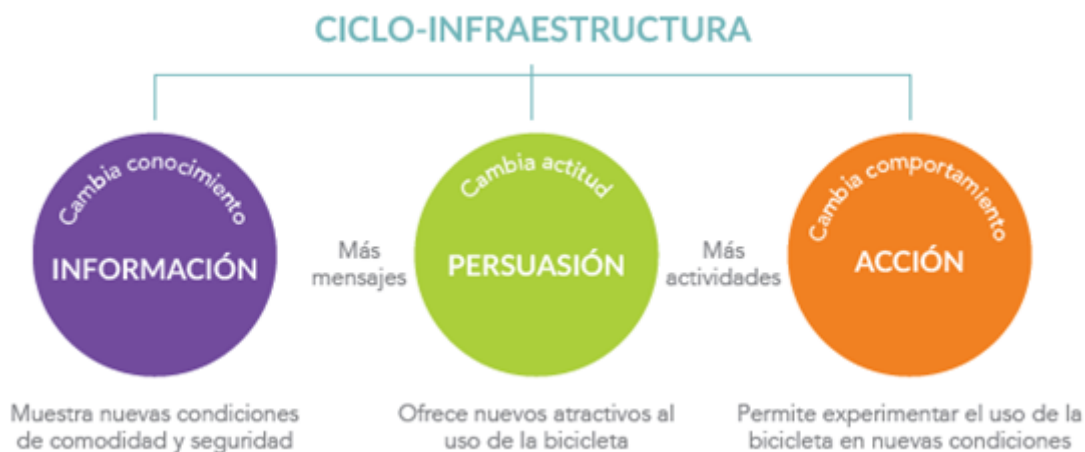 CICLO-INFRAESTRUCTURA
Cambia conocimiento
INFORMACIÓN
Más
mensajes
Cambia actitud
PERSUASIÓN
Más
actividades
Cambia comportamiento
ACCIÓN
Muestra nuevas condiciones
de comodidad y seguridad
Ofrece nuevos atractivos al
uso de la bicicleta
Permite experimentar el uso de la
bicicleta en nuevas condiciones